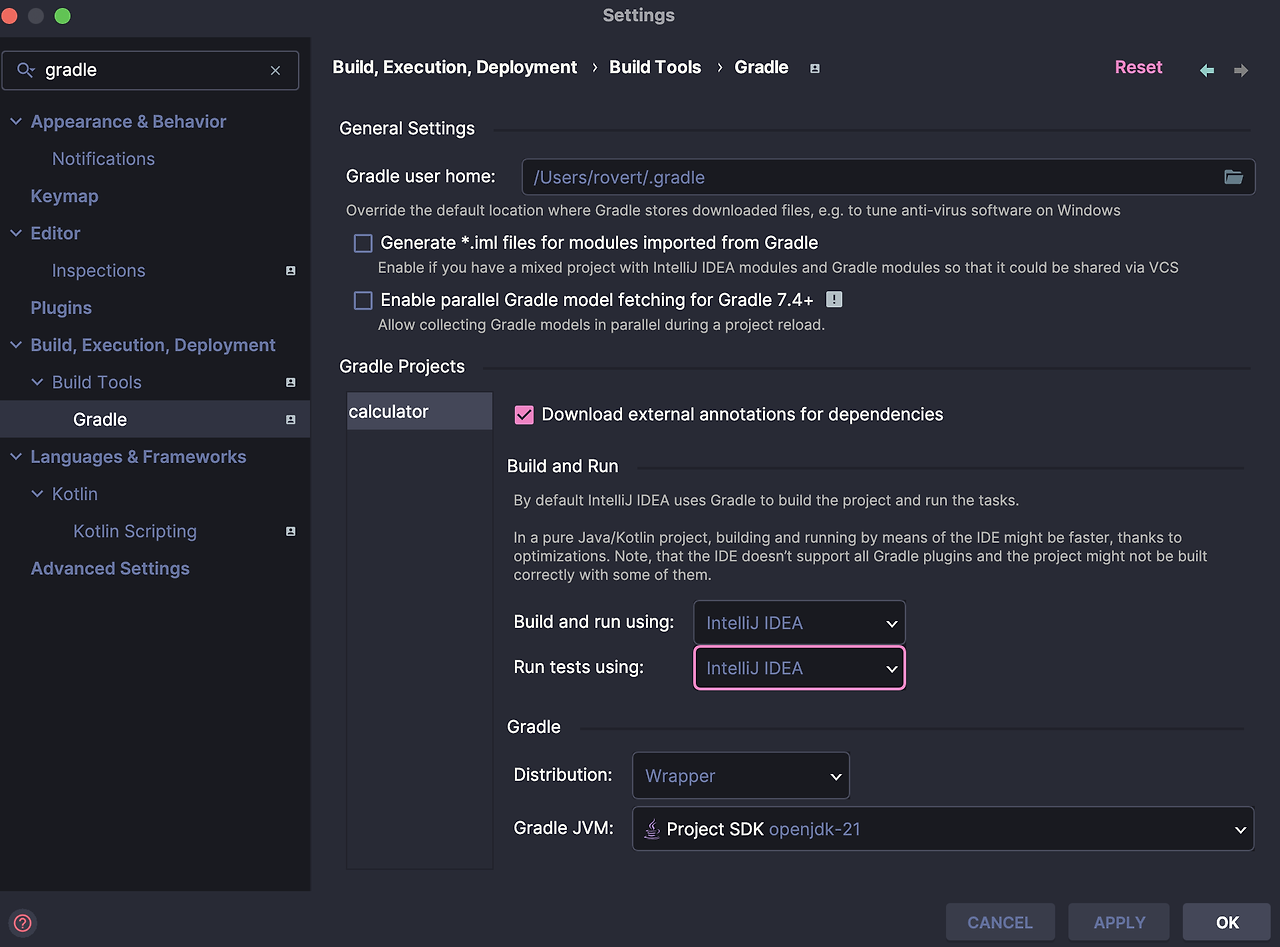 Settings
gradle
Appearance & Behavior
Notifications
Keymap
Editor
Inspections
Plugins
Build, Execution, Deployment
Build Tools
Gradle
Languages & Frameworks
Kotlin
Kotlin Scripting
Advanced Settings
Build, Execution, Deployment › Build Tools › Gradle
Reset
General Settings
Gradle user home: /Users/rovert/.gradle
Override the default location where Gradle stores downloaded files, e.g. to tune anti-virus software on Windows
Generate *.iml files for modules imported from Gradle
Enable if you have a mixed project with IntelliJ IDEA modules and Gradle modules so that it could be shared via VCS
Enable parallel Gradle model fetching for Gradle 7.4+
Allow collecting Gradle models in parallel during a project reload.
Gradle Projects
calculator
Download external annotations for dependencies
Build and Run
By default IntelliJ IDEA uses Gradle to build the project and run the tasks.
In a pure Java/Kotlin project, building and running by means of the IDE might be faster, thanks to
optimizations. Note, that the IDE doesn't support all Gradle plugins and the project might not be built
correctly with some of them.
Build and run using: IntelliJ IDEA
Run tests using: IntelliJ IDEA
Gradle
Distribution: Wrapper
Gradle JVM: Project SDK openjdk-21
CANCEL
APPLY
OK